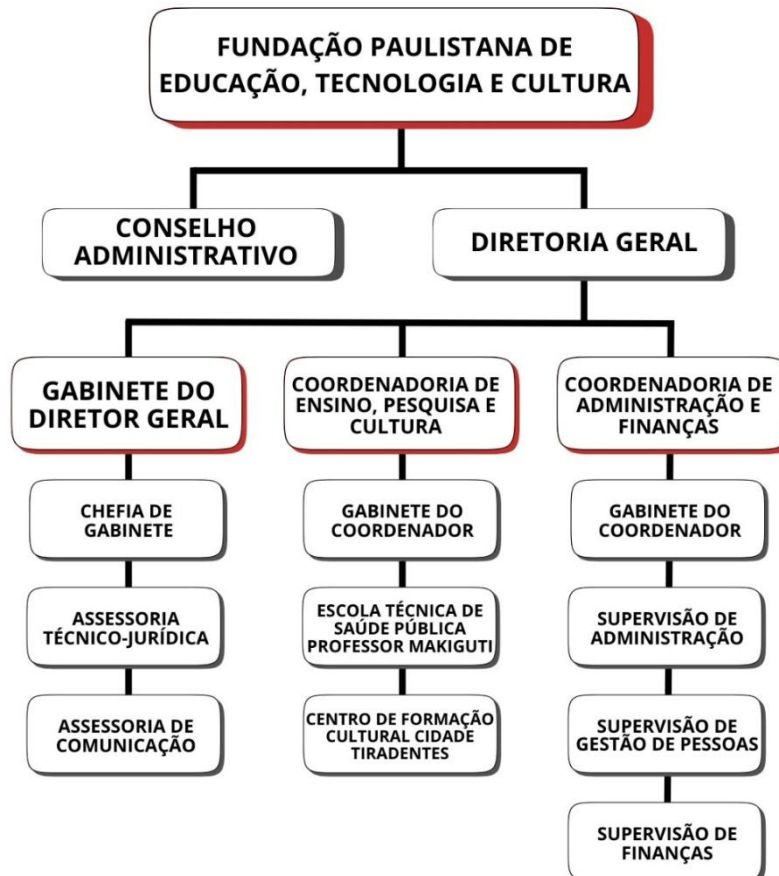 FUNDAÇÃO PAULISTANA DE
EDUCAÇÃO, TECNOLOGIA E CULTURA
CONSELHO
ADMINISTRATIVO
DIRETORIA GERAL
GABINETE DO
DIRETOR GERAL
COORDENADORIA DE
ENSINO, PESQUISA E
CULTURA
COORDENADORIA DE
ADMINISTRAÇÃO E
FINANÇAS
CHEFIA DE
GABINETE
GABINETE DO
COORDENADOR
GABINETE DO
COORDENADOR
ASSESSORIA
TÉCNICO-JURÍDICA
ESCOLA TÉCNICA DE
SAÚDE PÚBLICA
PROFESSOR MAKIGUTI
SUPERVISÃO DE
ADMINISTRAÇÃO
ASSESSORIA DE
COMUNICAÇÃO
CENTRO DE FORMAÇÃO
CULTURAL CIDADE
TIRADENTES
SUPERVISÃO DE
GESTÃO DE PESSOAS
SUPERVISÃO DE
FINANÇAS